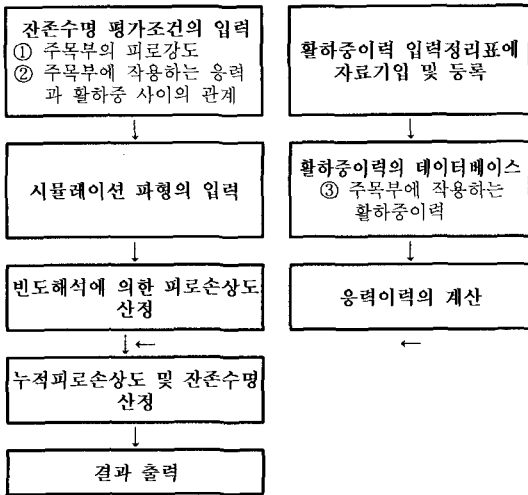 잔존수명 평가조건의 입력
① 주목부의 피로강도
② 주목부에 작용하는 응력
과 활하중 사이의 관계
시뮬레이션 파형의 입력
빈도해석에 의한 피로손상도
산정
누적피로손상도 및 잔존수명
산정
결과 출력
활하중이력 입력정리표에
자료기입 및 등록
활하중이력의 데이터베이스
③ 주목부에 작용하는
활하중이력
응력이력의 계산